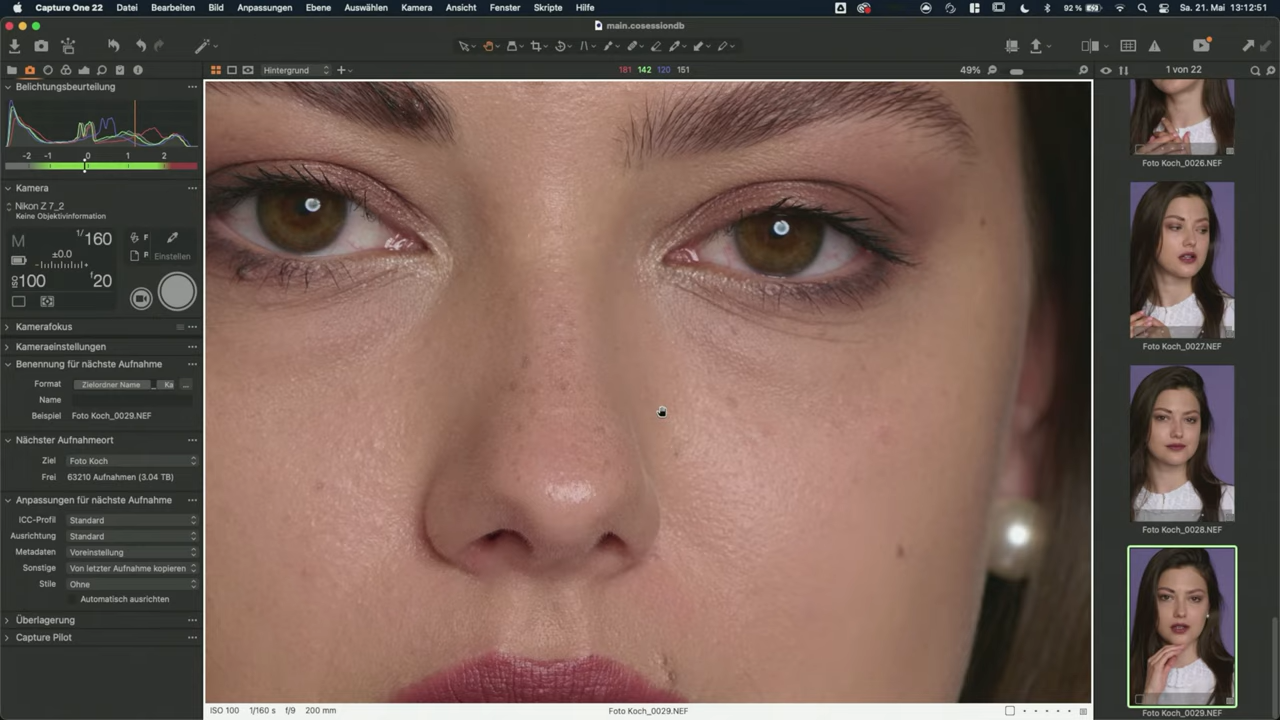 Capture One 22 Datei Bearbeiten Bild Anpassungen Ebene Auswählen Kamera Ansicht Fenster Skripte Hilfe 92 % Sa. 21. Mai 13:12:51
main.cosessiondb
Hintergrund
181 142 120 151
49%
1 von 22
Belichtungsbeurteilung
-2 -1 0 1 2
Kamera
Nikon Z 7_2
Keine Objektivinformation
M 1/160
±0.0
ISO 100 f 20
F
P Einstellen
Kamerafokus
Kameraeinstellungen
Benennung für nächste Aufnahme
Format Zielordner Name _ Ka ...
Name
Beispiel Foto Koch_0029.NEF
Nächster Aufnahmeort
Ziel Foto Koch
Frei 63210 Aufnahmen (3.04 TB)
Anpassungen für nächste Aufnahme
ICC-Profil Standard
Ausrichtung Standard
Metadaten Voreinstellung
Sonstige Von letzter Aufnahme kopieren
Stile Ohne
Automatisch ausrichten
Überlagerung
Capture Pilot
ISO 100 1/160 s f/9 200 mm
Foto Koch_0029.NEF
Foto Koch_0026.NEF
Foto Koch_0027.NEF
Foto Koch_0028.NEF
Foto Koch_0029.NEF